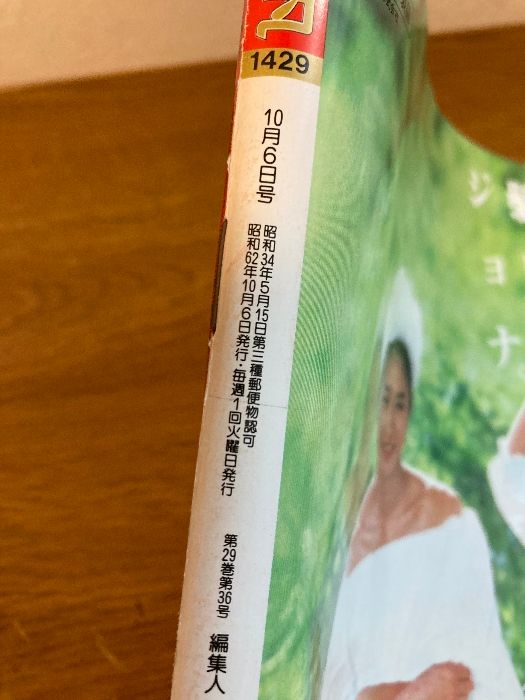 1429
10月6日号
昭和34年5月15日第三種郵便物認可
昭和62年10月6日発行・毎週1回火曜日発行
第29巻第36号
編集人
ジョナ